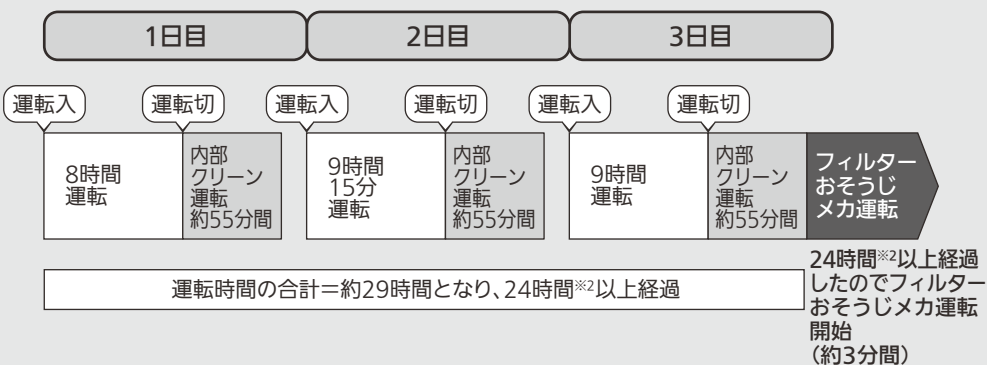 1日目
2日目
3日目
運転入
運転切
運転入
運転切
運転入
運転切
8時間
運転
内部
クリーン
運転
約55分間
9時間
15分
運転
内部
クリーン
運転
約55分間
9時間
運転
内部
クリーン
運転
約55分間
フィルター
おそうじ
メカ運転
運転時間の合計=約29時間となり、24時間※2以上経過
24時間※2以上経過
したのでフィルター
おそうじメカ運転
開始
(約3分間)